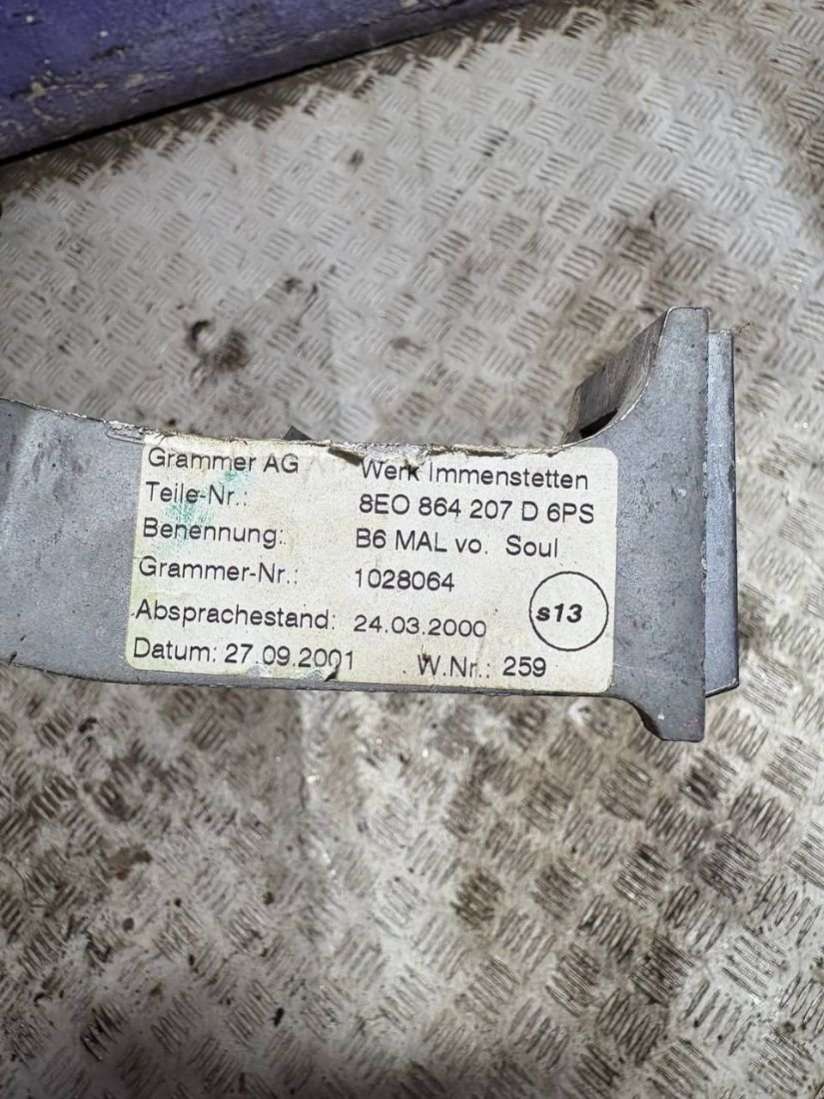 Grammer AG Werk Immenstetten
Teile-Nr.: 8EO 864 207 D 6PS
Benennung: B6 MAL vo. Soul
Grammer-Nr.: 1028064
Absprachestand: 24.03.2000 s13
Datum: 27.09.2001 W.Nr.: 259